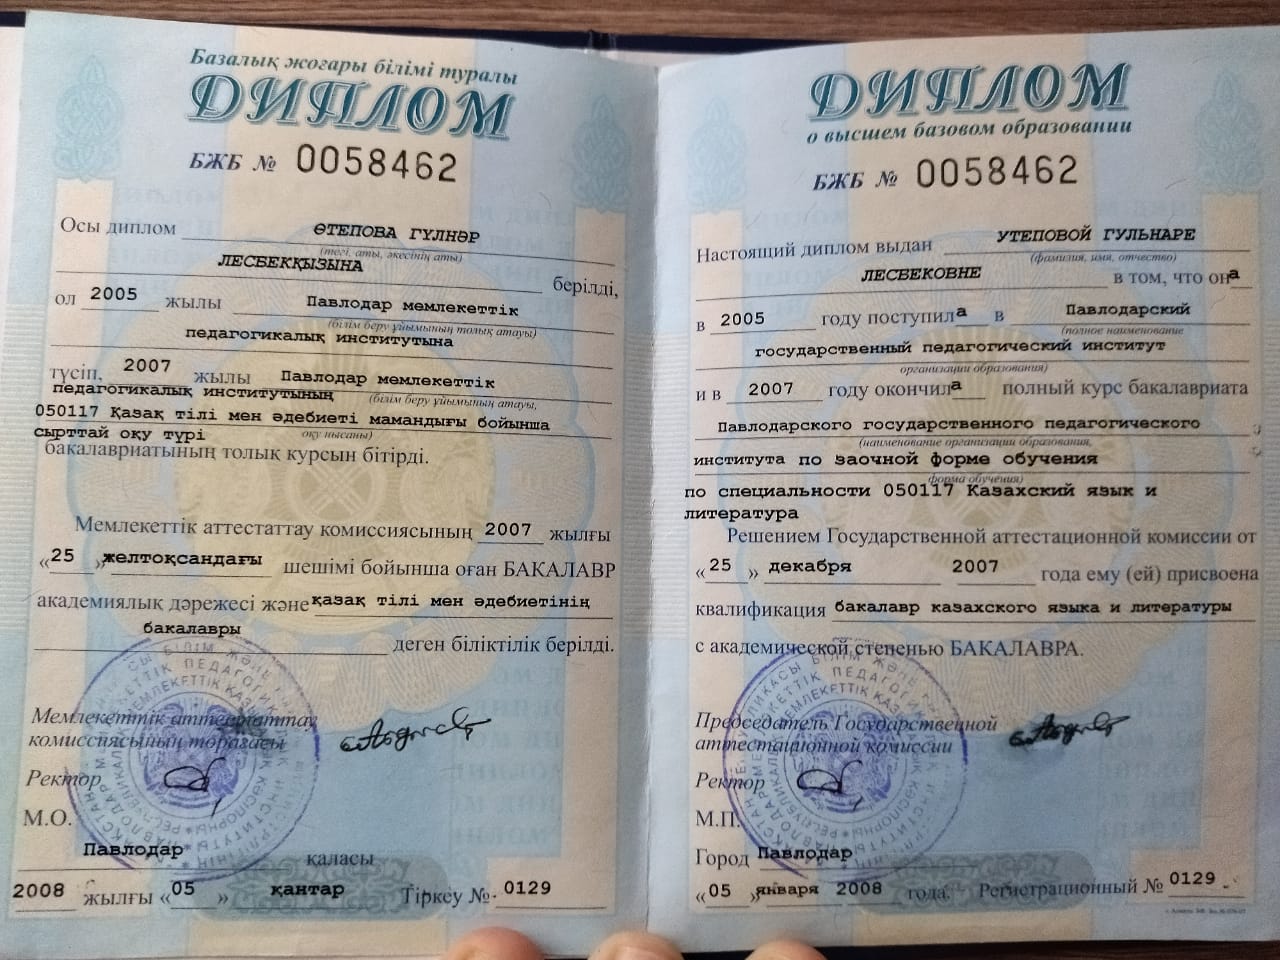 Базалық жоғары білімі туралы
ДИПЛОМ
БЖБ № 0058462
Осы диплом ӨТЕПОВА ГҮЛНӘР
(тегі, аты, әкесінің аты)
ЛЕСБЕКҚЫЗЫНА берілді,
ол 2005 жылы Павлодар мемлекеттік
(білім беру ұйымының толық атауы)
педагогикалық институтына
түсіп, 2007 жылы Павлодар мемлекеттік
педагогикалық институтының
(білім беру ұйымының атауы,
050117 Қазақ тілі мен әдебиеті мамандығы бойынша
сырттай оқу түрі
оқу нысаны)
бакалавриатының толық курсын бітірді.
Мемлекеттік аттестаттау комиссиясының 2007 жылғы
«25 » желтоқсандағы шешімі бойынша оған БАКАЛАВР
академиялық дәрежесі және қазақ тілі мен әдебиетінің
бакалавры деген біліктілік берілді.
Мемлекеттік аттестаттау
комиссиясының төрағасы
Ректор
М.О.
Павлодар қаласы
2008 жылғы «05 » қантар Тіркеу №. 0129
ДИПЛОМ
о высшем базовом образовании
БЖБ № 0058462
Настоящий диплом выдан УТЕПОВОЙ ГУЛЬНАРЕ
(фамилия, имя, отчество)
ЛЕСБЕКОВНЕ в том, что она
в 2005 году поступила в Павлодарский
(полное наименование
государственный педагогический институт
организации образования)
и в 2007 году окончила полный курс бакалавриата
Павлодарского государственного педагогического
(наименование организации образования,
института по заочной форме обучения
форма обучения)
по специальности 050117 Казахский язык и
литература
Решением Государственной аттестационной комиссии от
«25 » декабря 2007 года ему (ей) присвоена
квалификация бакалавр казахского языка и литературы
с академической степенью БАКАЛАВРА.
Председатель Государственной
аттестационной комиссии
Ректор
М.П.
Город Павлодар
«05 » января 2008 года. Регистрационный № 0129